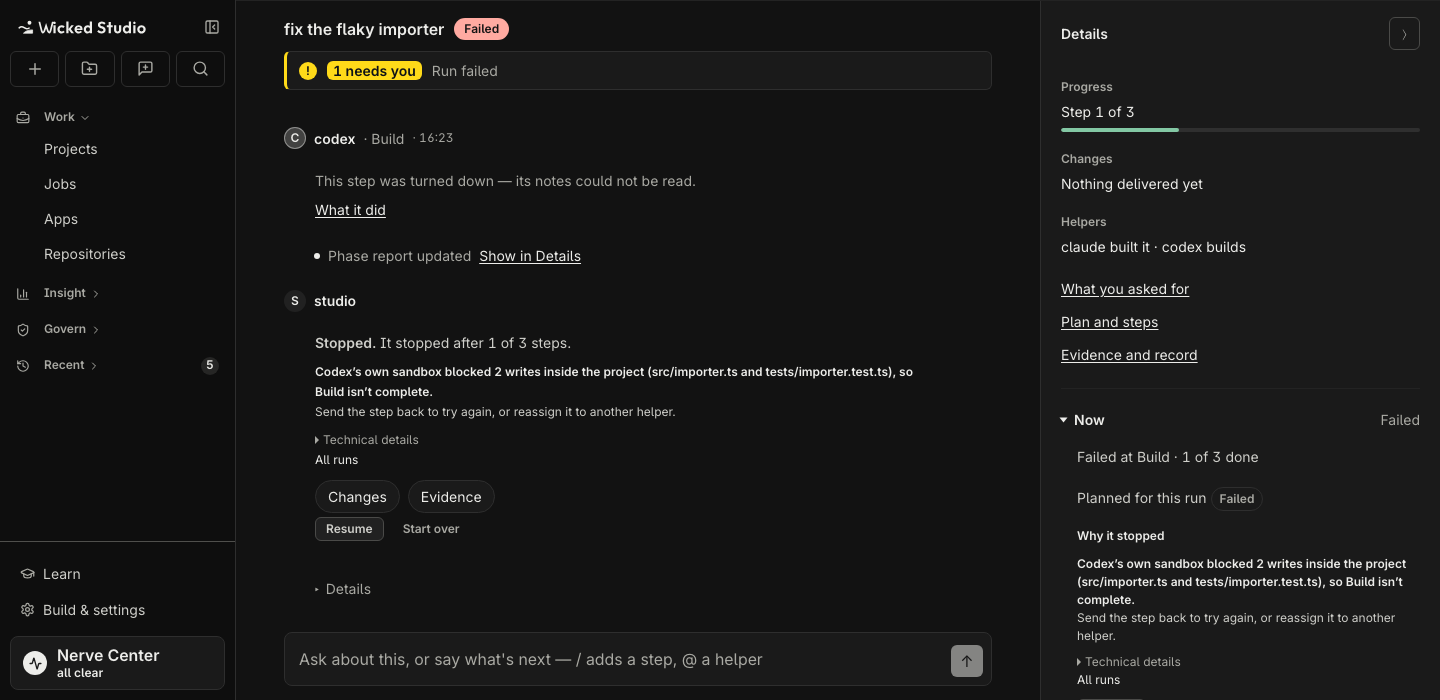 Wicked Studio
Work
Projects
Jobs
Apps
Repositories
Insight
Govern
Recent
5
Learn
Build & settings
Nerve Center
all clear
fix the flaky importer
Failed
! 1 needs you Run failed
C codex · Build · 16:23
This step was turned down — its notes could not be read.
What it did
Phase report updated Show in Details
S studio
Stopped. It stopped after 1 of 3 steps.
Codex’s own sandbox blocked 2 writes inside the project (src/importer.ts and tests/importer.test.ts), so
Build isn’t complete.
Send the step back to try again, or reassign it to another helper.
Technical details
All runs
Changes Evidence
Resume Start over
Details
Ask about this, or say what's next — / adds a step, @ a helper
Details
Progress
Step 1 of 3
Changes
Nothing delivered yet
Helpers
claude built it · codex builds
What you asked for
Plan and steps
Evidence and record
Now Failed
Failed at Build · 1 of 3 done
Planned for this run Failed
Why it stopped
Codex’s own sandbox blocked 2 writes inside the project
(src/importer.ts and tests/importer.test.ts), so Build isn’t
complete.
Send the step back to try again, or reassign it to another
helper.
Technical details
All runs